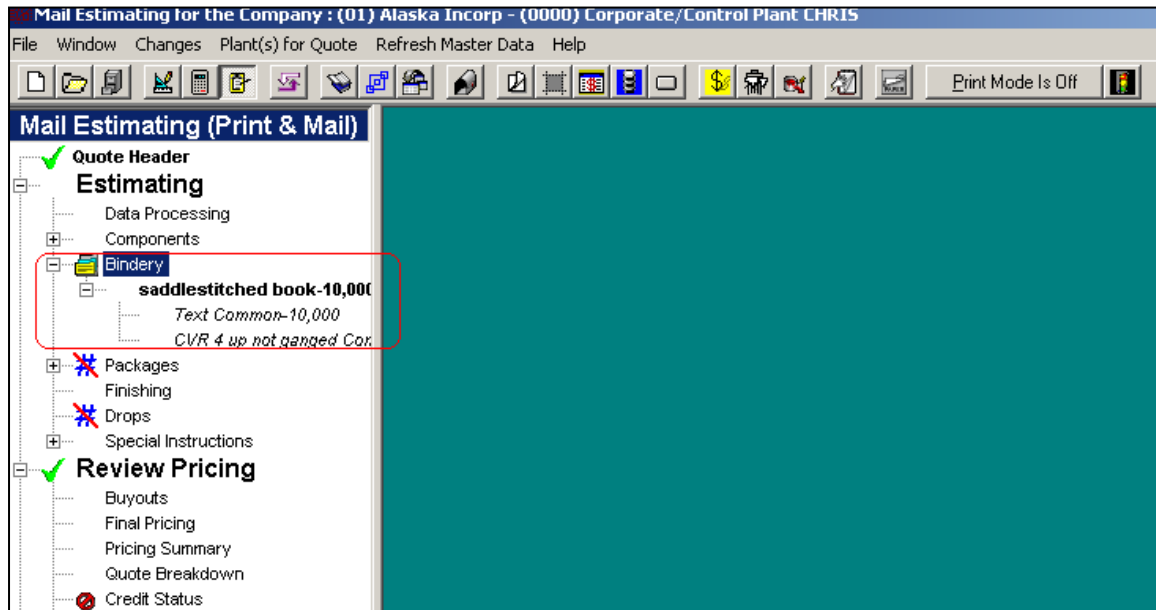 Mail Estimating for the Company : (01) Alaska Incorp - (0000) Corporate/Control Plant CHRIS
File Window Changes Plant(s) for Quote Refresh Master Data Help
Print Mode Is Off
Mail Estimating (Print & Mail)
Quote Header
Estimating
Data Processing
Components
Bindery
saddlestitched book-10,000
Text Common-10,000
CVR 4 up not ganged Con
Packages
Finishing
Drops
Special Instructions
Review Pricing
Buyouts
Final Pricing
Pricing Summary
Quote Breakdown
Credit Status